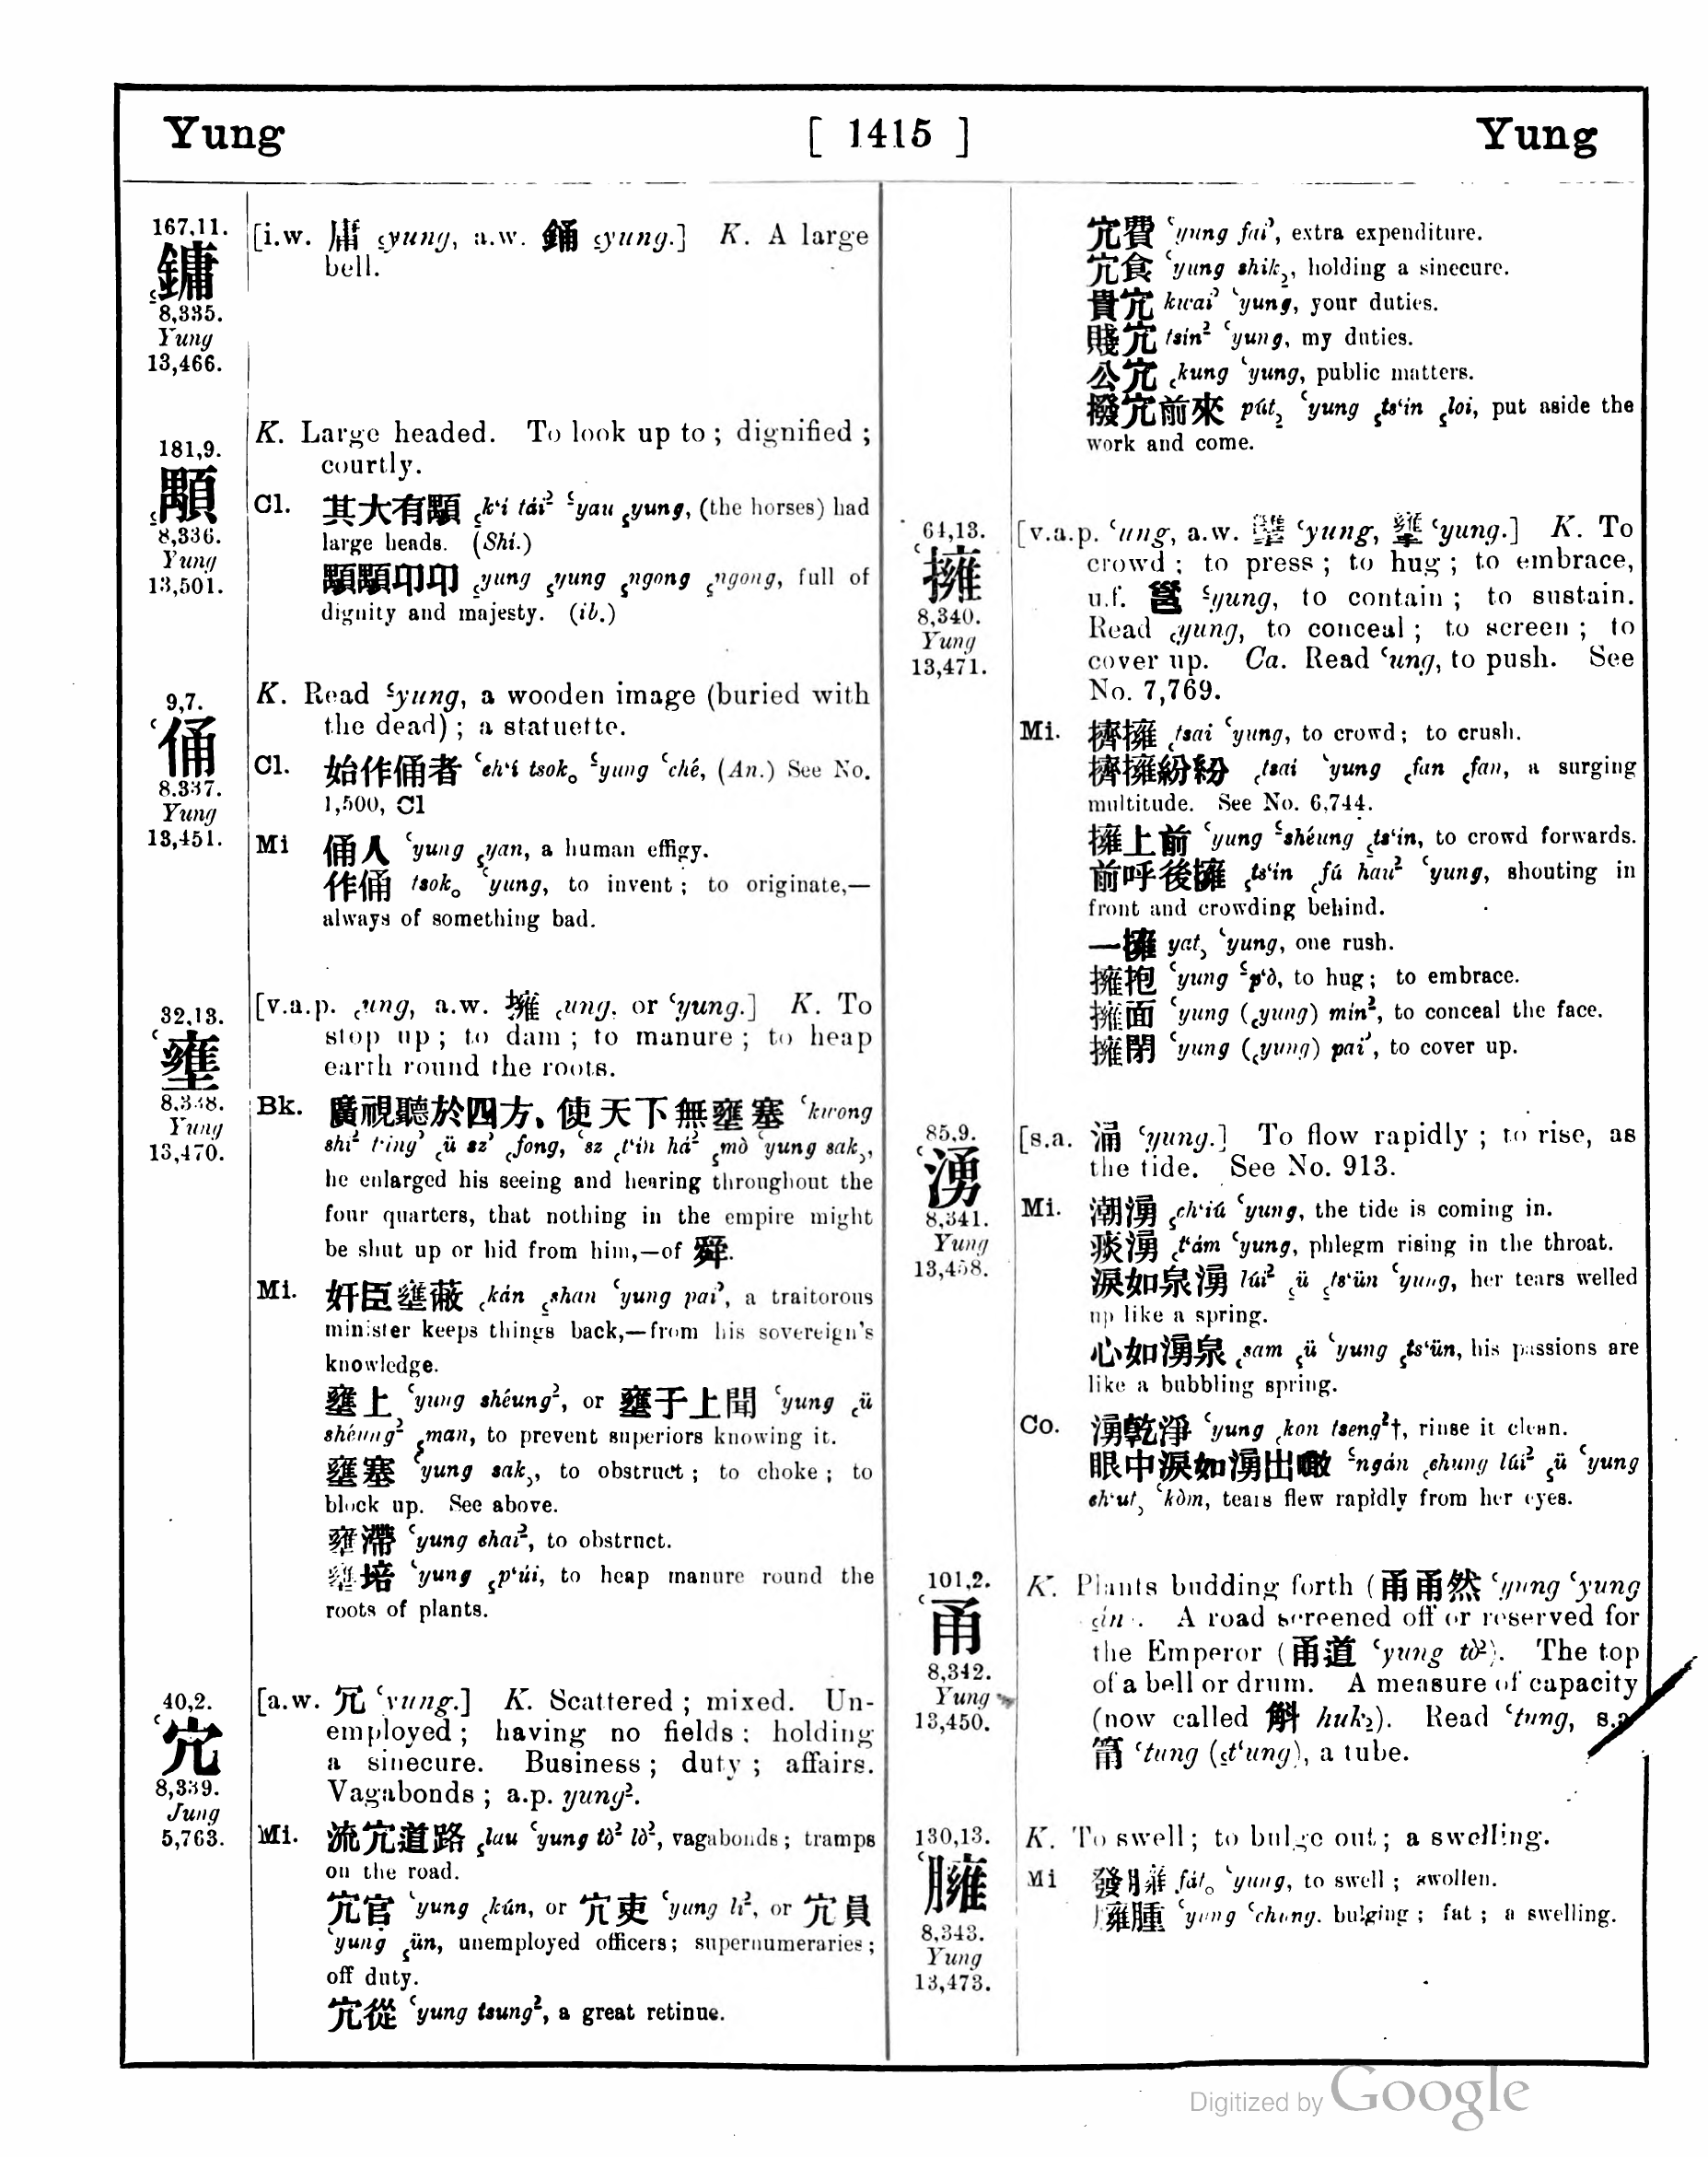 Yung [ 1415 ] Yung
167,11.
鏞
8,335.
Yung
13,466.
[i.w. 庸 ꜁yung, a.w. 銿 ꜁yung.] K. A large
bell.
181,9.
顒
8,336.
Yung
13,501.
K. Large headed. To look up to; dignified;
courtly.
Cl. 其大有顒 ꜁k‘i tái² ꜃yau ꜁yung, (the horses) had
large heads. (Shí.)
顒顒卬卬 ꜁yung ꜁yung ꜁ngong ꜁ngong, full of
dignity and majesty. (ib.)
9,7.
俑
8,337.
Yung
13,451.
K. Read ꜃yung, a wooden image (buried with
the dead); a statuette.
Cl. 始作俑者 ꜂ch‘í tsok。 ꜃yung ꜂ché, (An.) See No.
1,500, Cl
Mi 俑人 ꜂yung ꜁yan, a human effigy.
作俑 tsok。 ꜂yung, to invent; to originate,—
always of something bad.
32,13.
壅
8,338.
Yung
13,470.
[v.a.p. ꜀ung, a.w. 㙲 ꜀ung, or ꜂yung.] K. To
stop up; to dam; to manure; to heap
earth round the roots.
Bk. 廣視聽於四方、使天下無壅塞 ꜂kwong
shí² t‘ing꜄ ꜀ü sz꜄ ꜀fong, ꜂sz ꜀t‘ín há² ꜁mò ꜂yung sak꜆,
he enlarged his seeing and hearing throughout the
four quarters, that nothing in the empire might
be shut up or hid from him,—of 舜.
Mi. 奸臣壅蔽 ꜀kán ꜁shan ꜂yung pai꜄, a traitorous
minister keeps things back,—from his sovereign's
knowledge.
壅上 ꜂yung shéung², or 壅于上聞 ꜂yung ꜀ü
shéung² ꜁man, to prevent superiors knowing it.
壅塞 ꜂yung sak꜆, to obstruct; to choke; to
block up. See above.
壅滯 ꜂yung chai², to obstruct.
壅培 ꜂yung ꜁p‘úi, to heap manure round the
roots of plants.
40,2.
宂
8,339.
Jung
5,763.
[a.w. 冗 ꜂yung.] K. Scattered; mixed. Un-
employed; having no fields; holding
a sinecure. Business; duty; affairs.
Vagabonds; a.p. yung².
Mi. 流宂道路 ꜁lau ꜂yung tò² lò², vagabonds; tramps
on the road.
宂官 ꜂yung ꜀kún, or 宂吏 ꜂yung lí², or 宂員
꜂yung ꜁ün, unemployed officers; supernumeraries;
off duty.
宂從 ꜂yung tsung², a great retinue.
宂費 ꜂yung fai꜄, extra expenditure.
宂食 ꜂yung shik꜇, holding a sinecure.
貴宂 kwai꜄ ꜂yung, your duties.
賤宂 tsín² ꜂yung, my duties.
公宂 ꜀kung ꜂yung, public matters.
撥宂前來 pút꜇ ꜂yung ꜁ts‘ín ꜁loi, put aside the
work and come.
64,13.
擁
8,340.
Yung
13,471.
[v.a.p. ꜂ung, a.w. 壅 ꜂yung, 㨿 ꜂yung.] K. To
crowd; to press; to hug; to embrace,
u.f. ꜃yung, to contain; to sustain.
Read ꜀yung, to conceal; to screen; to
cover up. Ca. Read ꜂ung, to push. See
No. 7,769.
Mi. 擠擁 ꜀tsai ꜂yung, to crowd; to crush.
擠擁紛紛 ꜀tsai ꜂yung ꜀fan ꜀fan, a surging
multitude. See No. 6,744.
擁上前 ꜂yung ꜃shéung ꜁ts‘ín, to crowd forwards.
前呼後擁 ꜁ts‘ín ꜀fú hau² ꜂yung, shouting in
front and crowding behind.
一擁 yat꜆ ꜂yung, one rush.
擁抱 ꜂yung ꜃p‘ò, to hug; to embrace.
擁面 ꜂yung (꜀yung) mín², to conceal the face.
擁閉 ꜂yung (꜀yung) pai꜄, to cover up.
85,9.
湧
8,341.
Yung
13,458.
[s.a. 涌 ꜂yung.] To flow rapidly; to rise, as
the tide. See No. 913.
Mi. 潮湧 ꜁ch‘iú ꜂yung, the tide is coming in.
痰湧 ꜁t‘ám ꜂yung, phlegm rising in the throat.
淚如泉湧 lúi² ꜁ü ꜁ts‘ün ꜂yung, her tears welled
up like a spring.
心如湧泉 ꜀sam ꜁ü ꜂yung ꜁ts‘ün, his passions are
like a bubbling spring.
Co. 湧乾淨 ꜂yung ꜀kon tseng²†, rinse it clean.
眼中淚如湧出噉 ꜃ngán ꜀chung lúi² ꜁ü ꜂yung
ch‘ut꜆ ꜂kòm, tears flew rapidly from her eyes.
101,2.
甬
8,342.
Yung
13,450.
K. Plants budding forth (甬甬然 ꜂yung ꜂yung
꜁ín). A road screened off or reserved for
the Emperor (甬道 ꜂yung tò²). The top
of a bell or drum. A measure of capacity
(now called 斛 huk꜇). Read ꜂tung, s.a.
筩 ꜂tung (꜁t‘ung), a tube.
130,13.
臃
8,343.
Yung
13,473.
K. To swell; to bulge out; a swelling.
Mi 發臃 fát。 ꜂yung, to swell; swollen.
臃腫 ꜂yung ꜂chung. bulging; fat; a swelling.
Digitized by Google